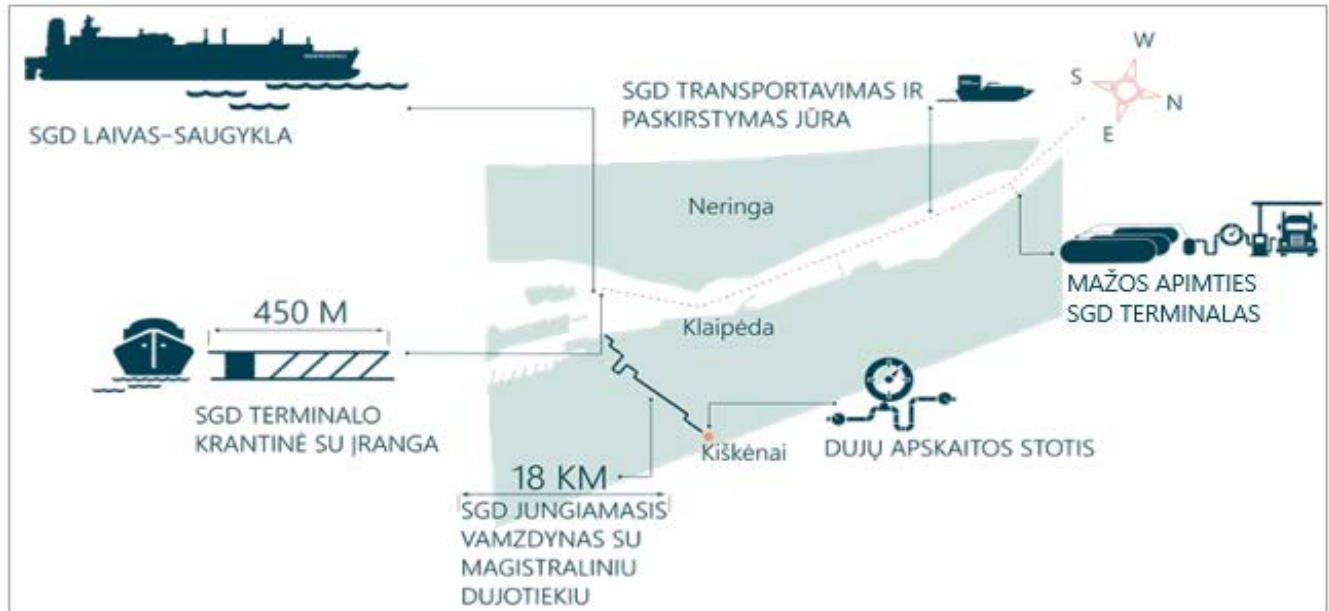 W
S
N
E
SGD TRANSPORTAVIMAS IR
PASKIRSTYMAS JŪRA
SGD LAIVAS–SAUGYKLA
Neringa
MAŽOS APIMTIES
SGD TERMINALAS
450 M
Klaipėda
SGD TERMINALO
KRANTINĖ SU ĮRANGA
Kiškėnai
DUJŲ APSKAITOS STOTIS
18 KM
SGD JUNGIAMASIS
VAMZDYNAS SU
MAGISTRALINIU
DUJOTIEKIU